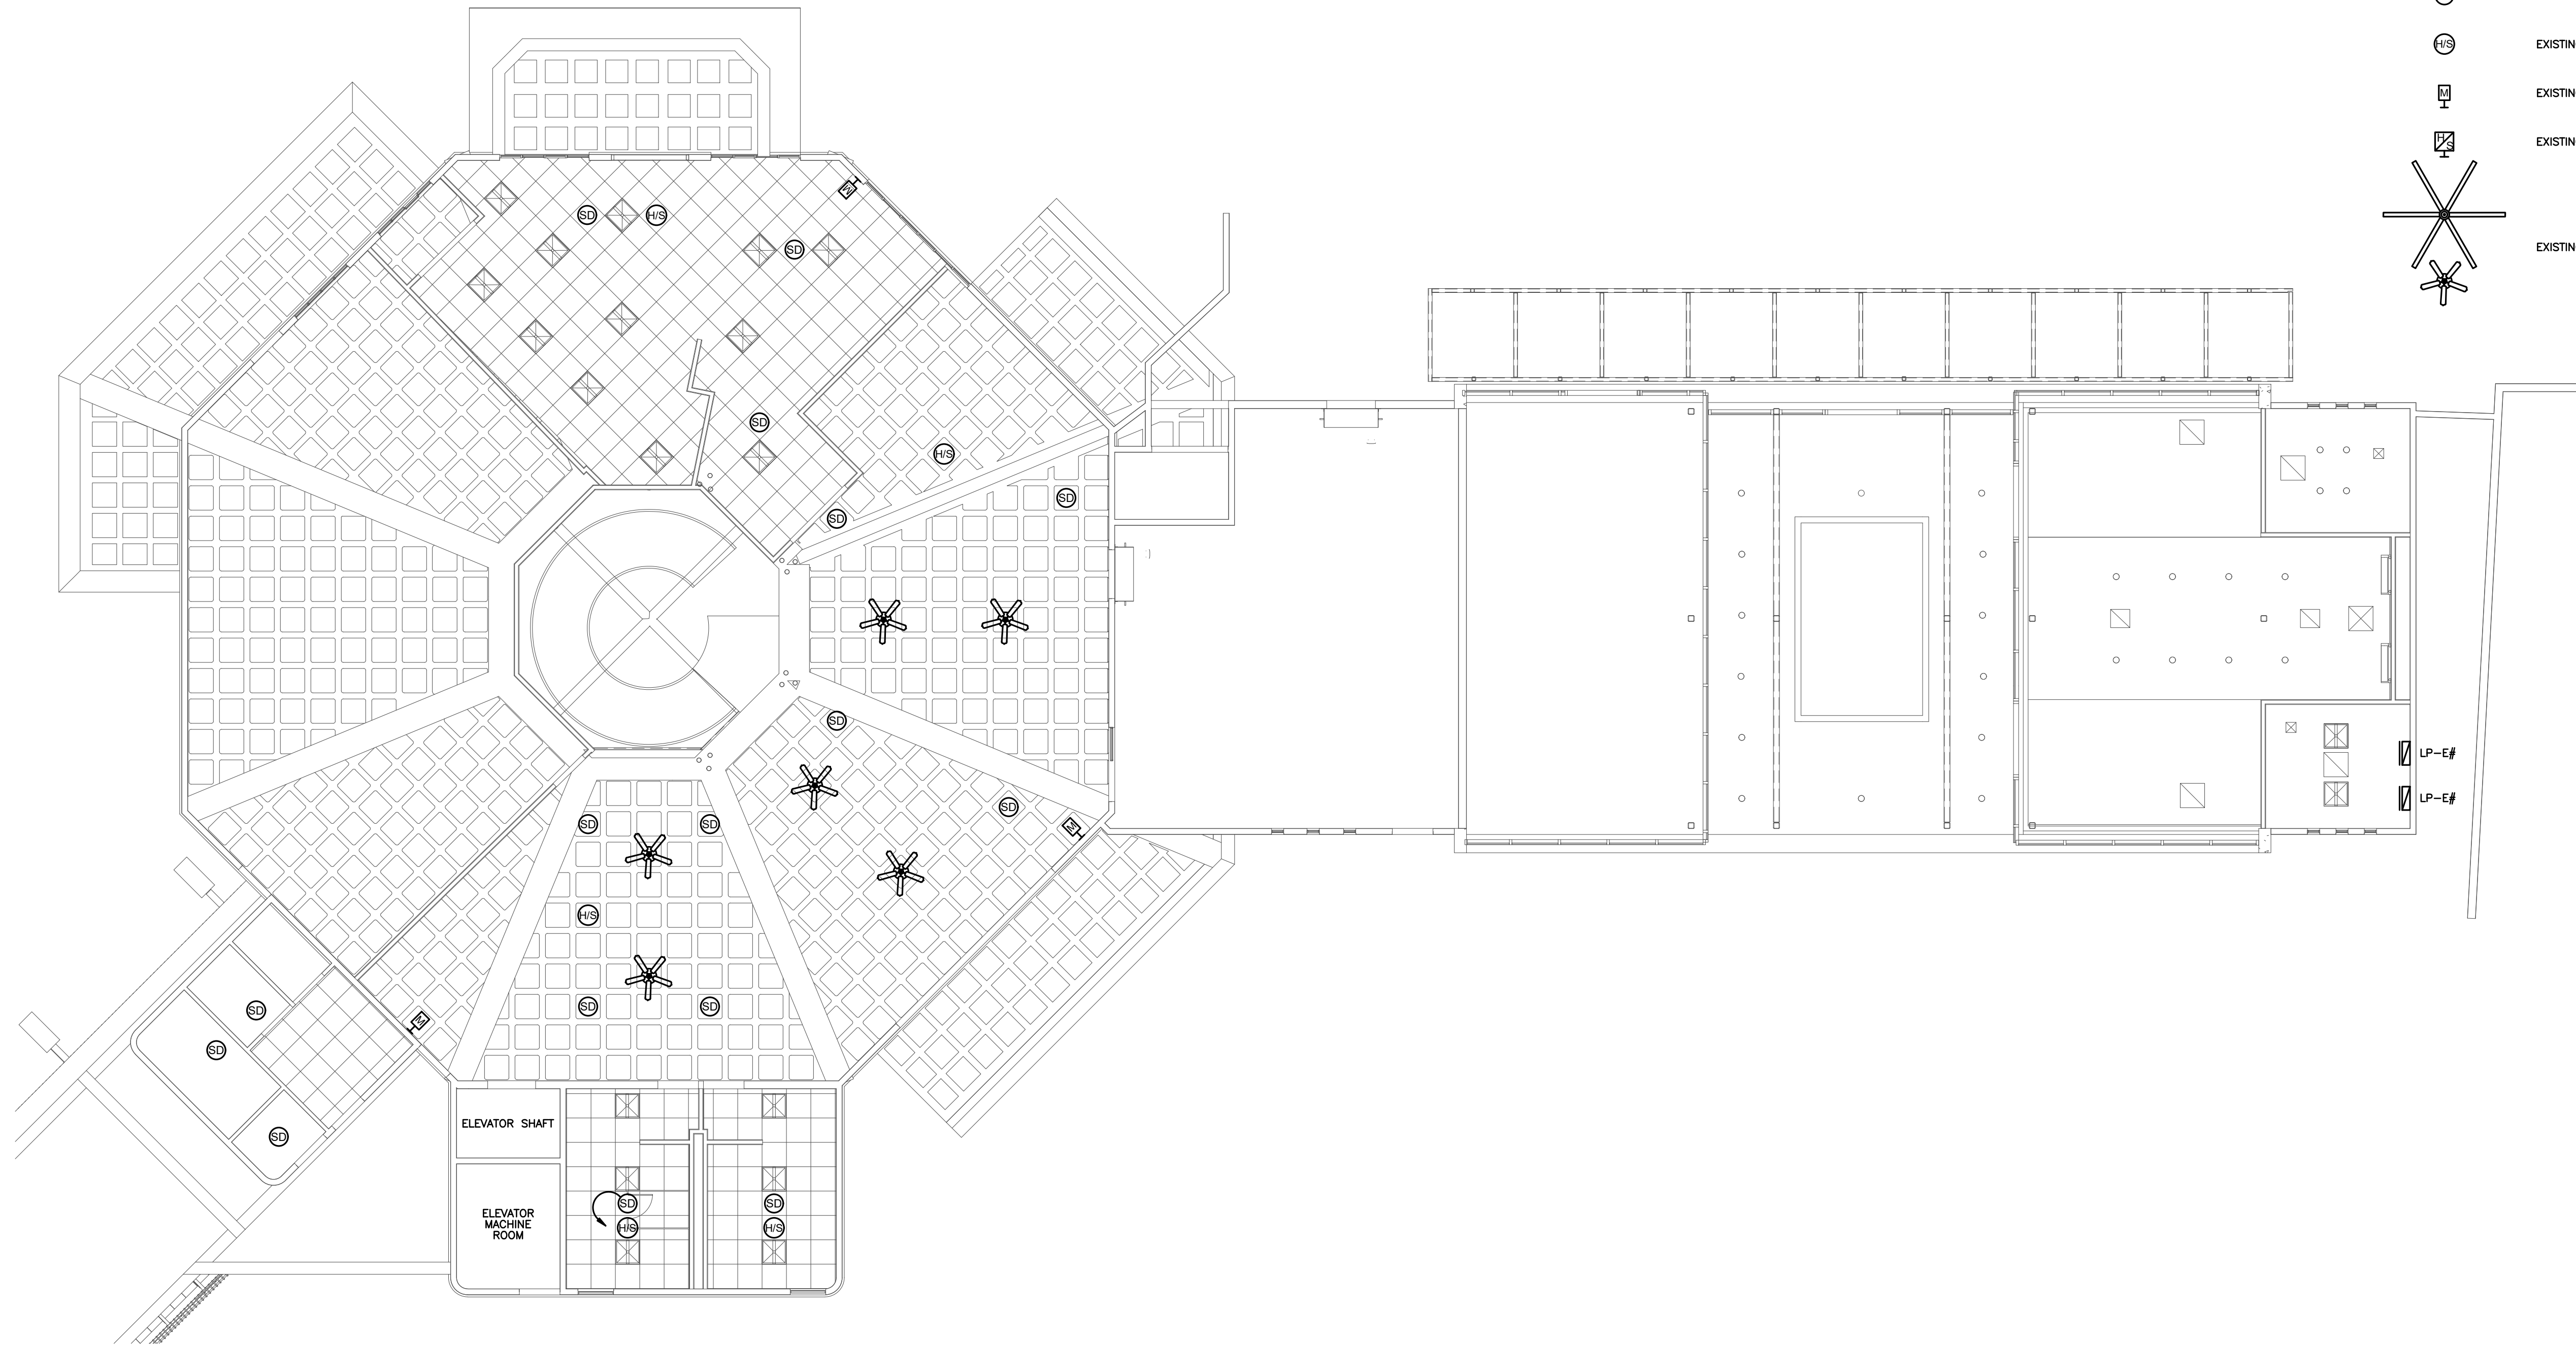 H/S EXISTIN
M EXISTIN
H/S EXISTIN
EXISTIN
M
SD
H/S
SD
SD
H/S
SD
SD
SD
LP-E#
LP-E#
SD
SD
SD
M
H/S
SD
SD
M
SD
SD
SD
ELEVATOR SHAFT
SD
SD
ELEVATOR
MACHINE
ROOM
H/S
H/S